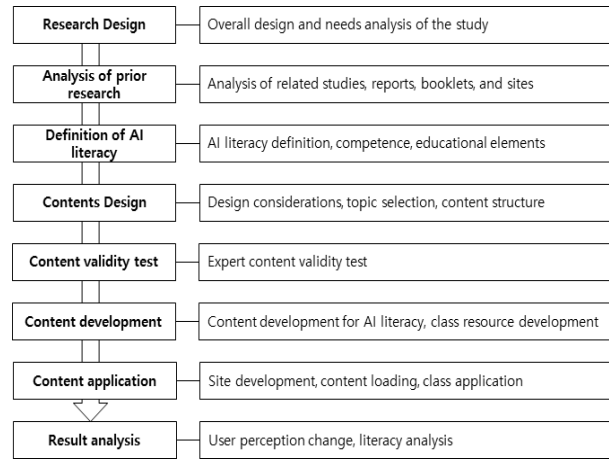 Research Design
Overall design and needs analysis of the study
Analysis of prior
research
Analysis of related studies, reports, booklets, and sites
Definition of AI
literacy
AI literacy definition, competence, educational elements
Contents Design
Design considerations, topic selection, content structure
Content validity test
Expert content validity test
Content development
Content development for AI literacy, class resource development
Content application
Site development, content loading, class application
Result analysis
User perception change, literacy analysis